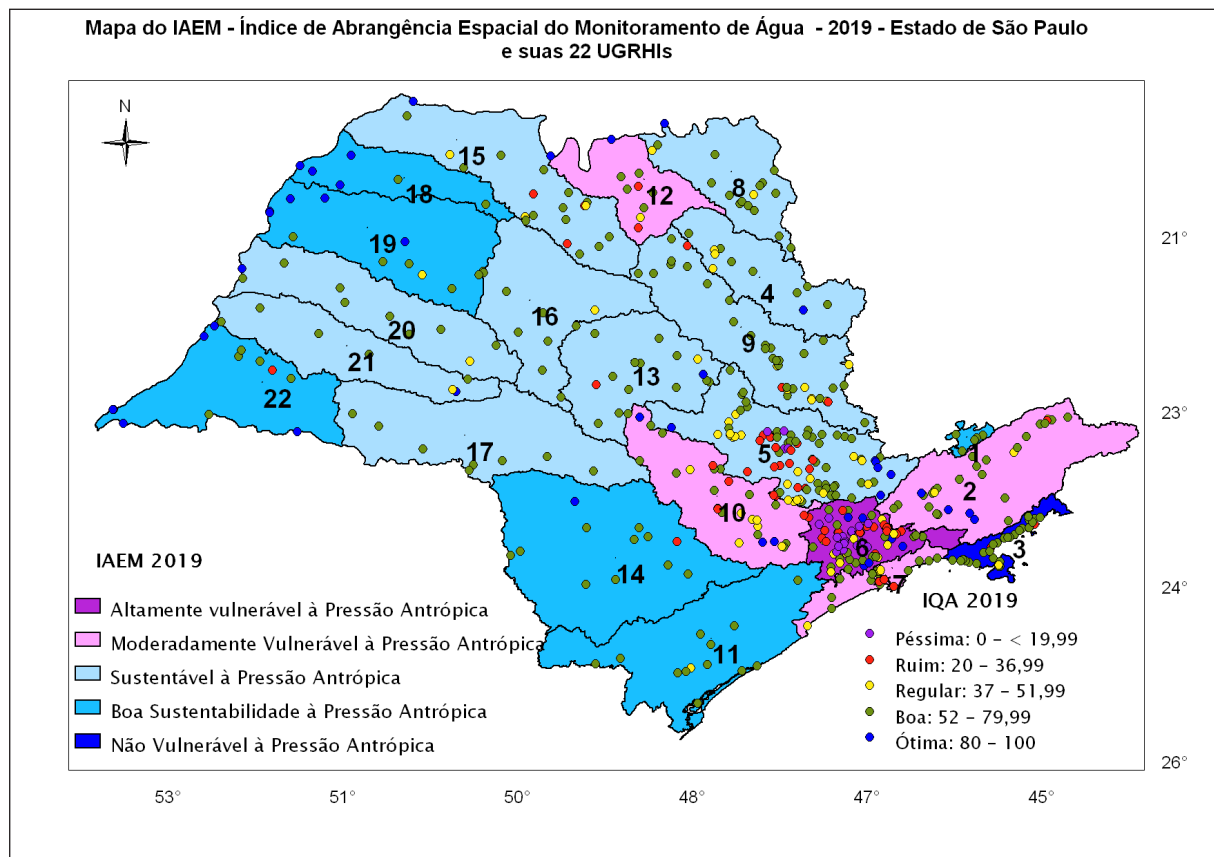 Mapa do IAEM - Índice de Abrangência Espacial do Monitoramento de Água - 2019 - Estado de São Paulo
e suas 22 UGRHIs
N
15
18
12
8
19
21°
4
16
20
9
13
21
22
23°
17
5
1
2
10
6
3
14
7
24°
11
IAEM 2019
Altamente vulnerável à Pressão Antrópica
Moderadamente Vulnerável à Pressão Antrópica
Sustentável à Pressão Antrópica
Boa Sustentabilidade à Pressão Antrópica
Não Vulnerável à Pressão Antrópica
IQA 2019
Péssima: 0 – < 19,99
Ruim: 20 – 36,99
Regular: 37 – 51,99
Boa: 52 – 79,99
Ótima: 80 – 100
26°
53° 51° 50° 48° 47° 45°